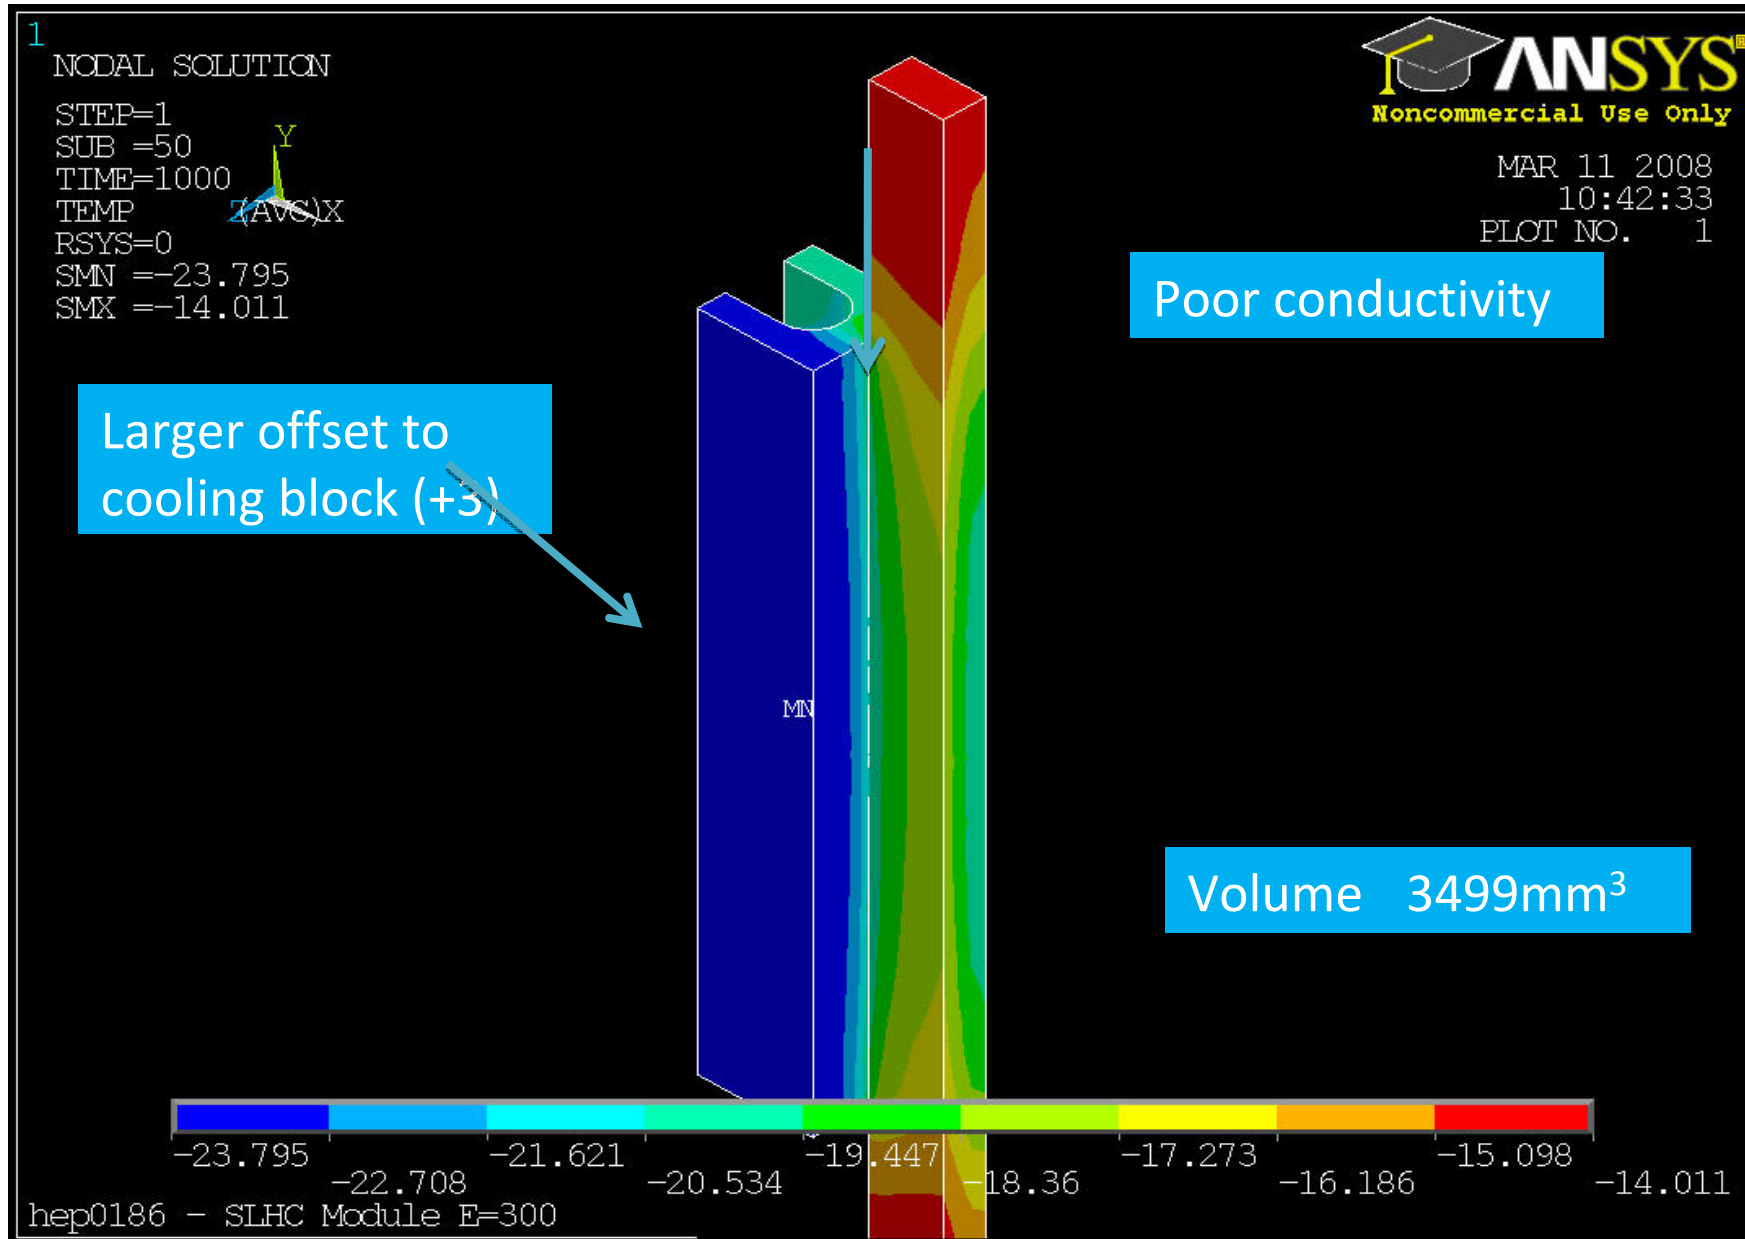 1
NODAL SOLUTION
STEP=1
SUB =50
TIME=1000
TEMP (AVG)
RSYS=0
SMN =-23.795
SMX =-14.011
Y
Z
X
ANSYS®
Noncommercial Use Only
MAR 11 2008
10:42:33
PLOT NO. 1
Poor conductivity
Larger offset to
cooling block (+3)
MN
Volume 3499mm³
-23.795 -21.621 -19.447 -17.273 -15.098
-22.708 -20.534 -18.36 -16.186 -14.011
hep0186 - SLHC Module E=300